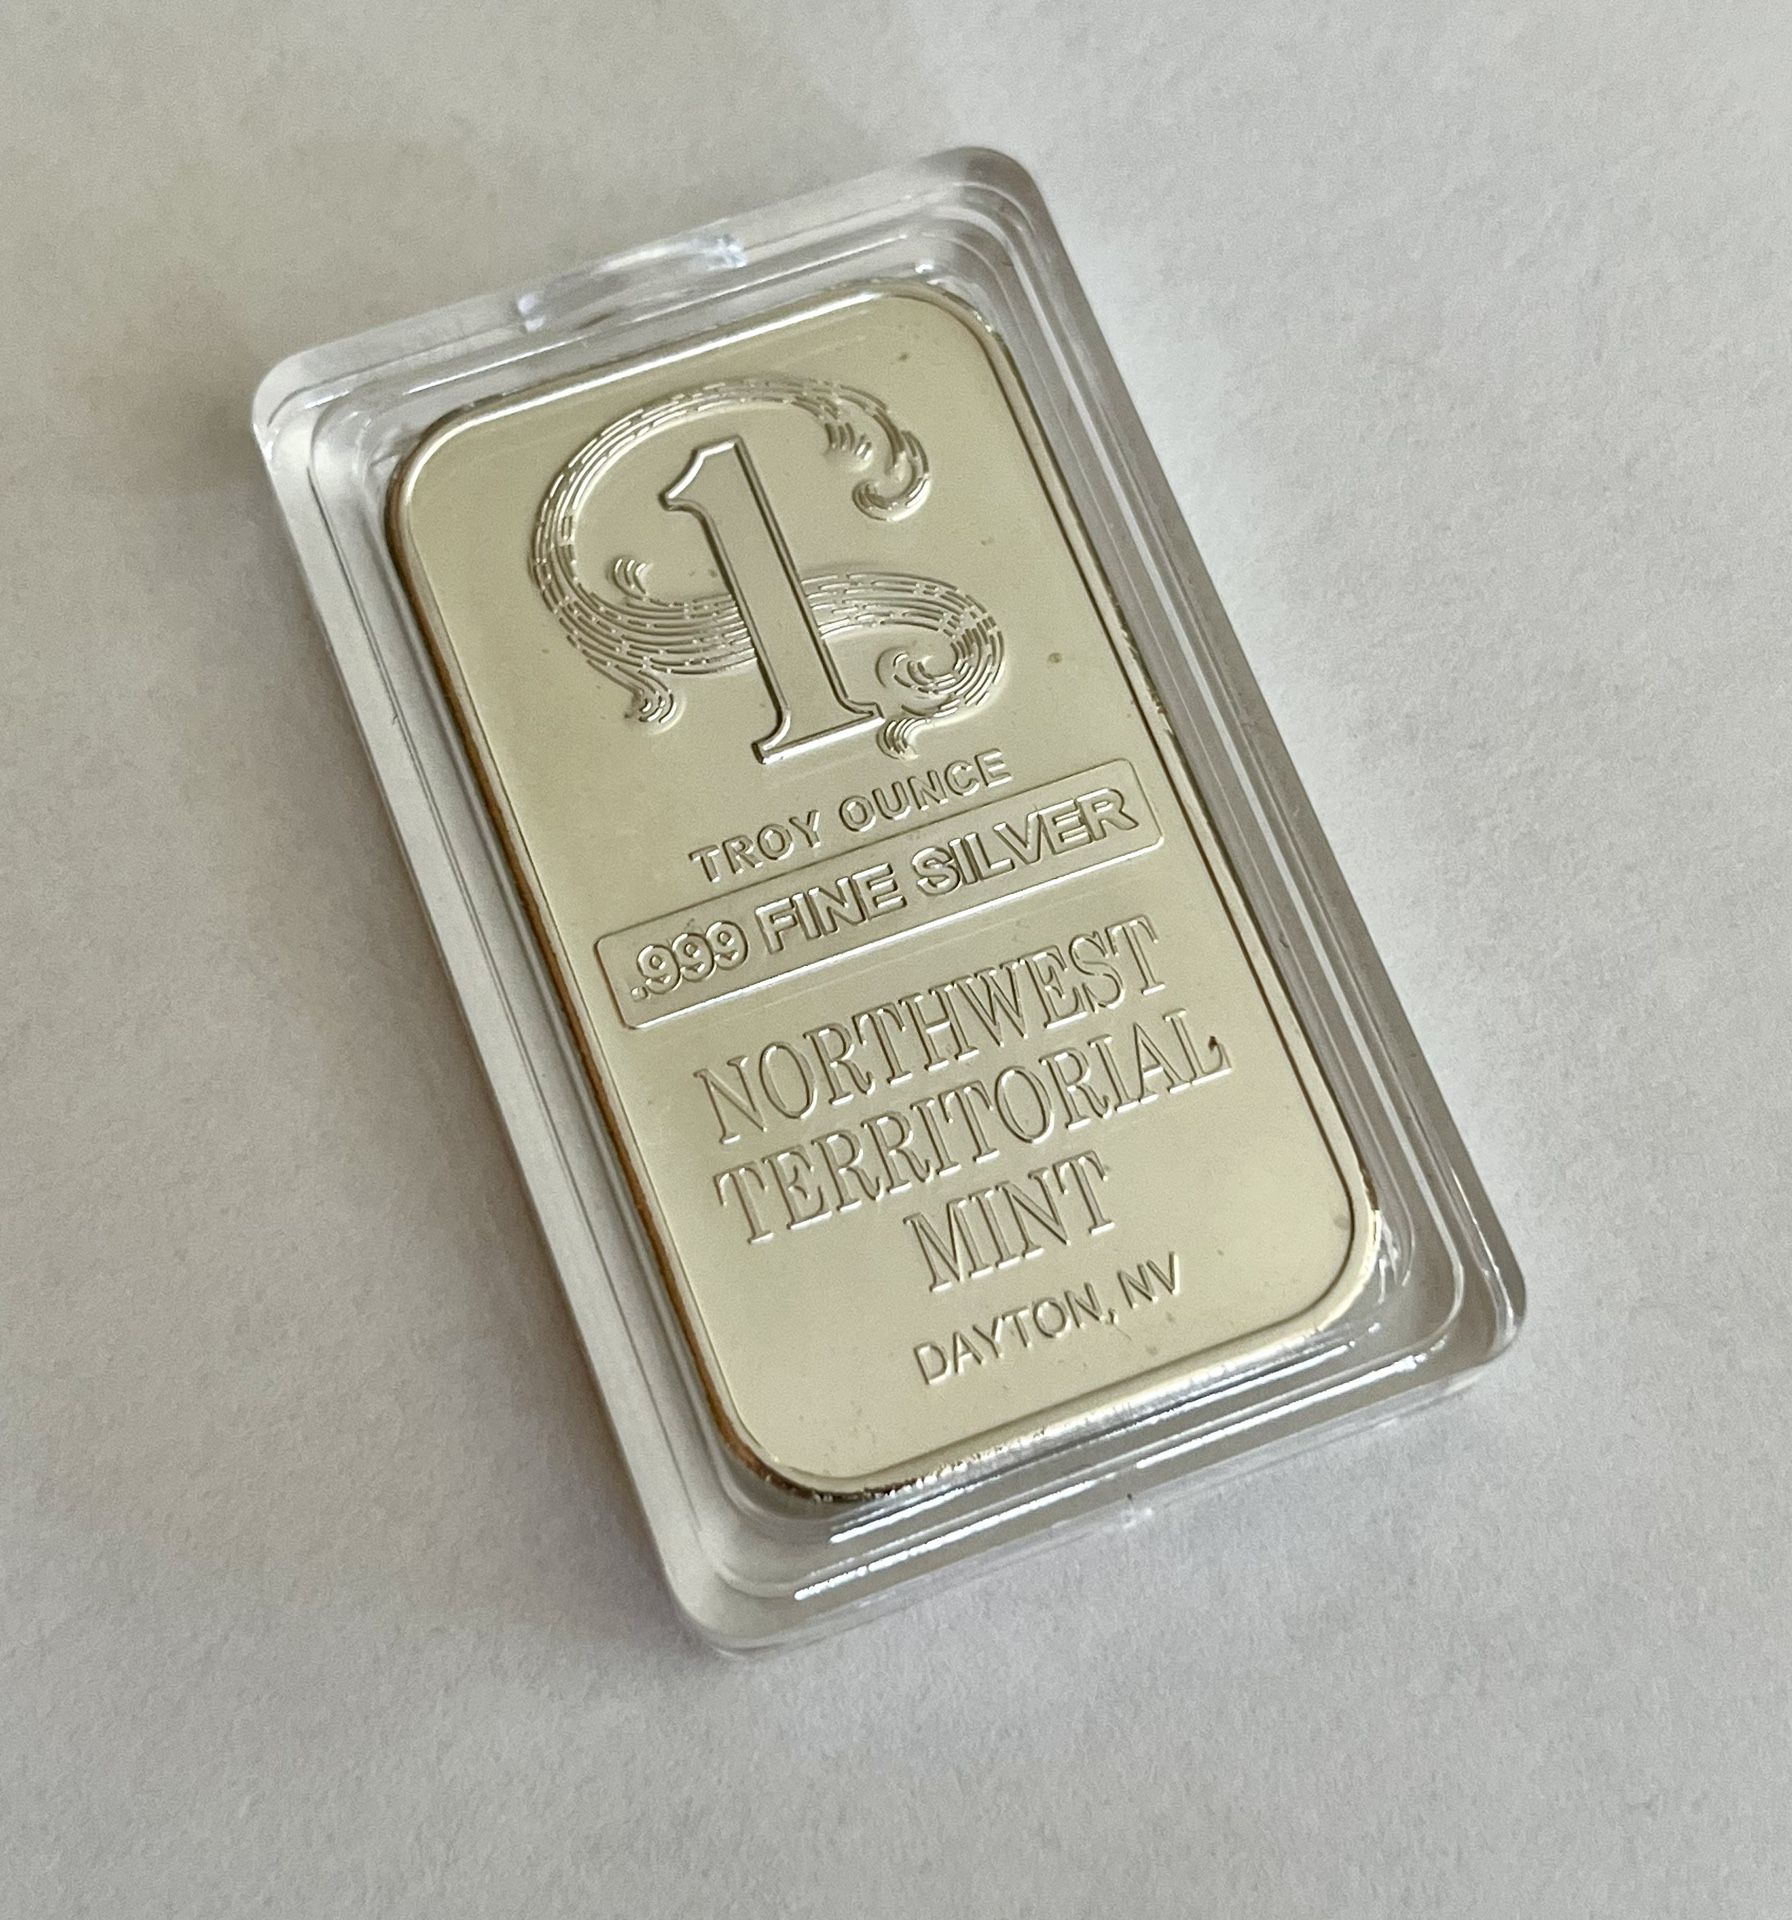 1
TROY OUNCE
.999 FINE SILVER
NORTHWEST
TERRITORIAL
MINT
DAYTON, NV